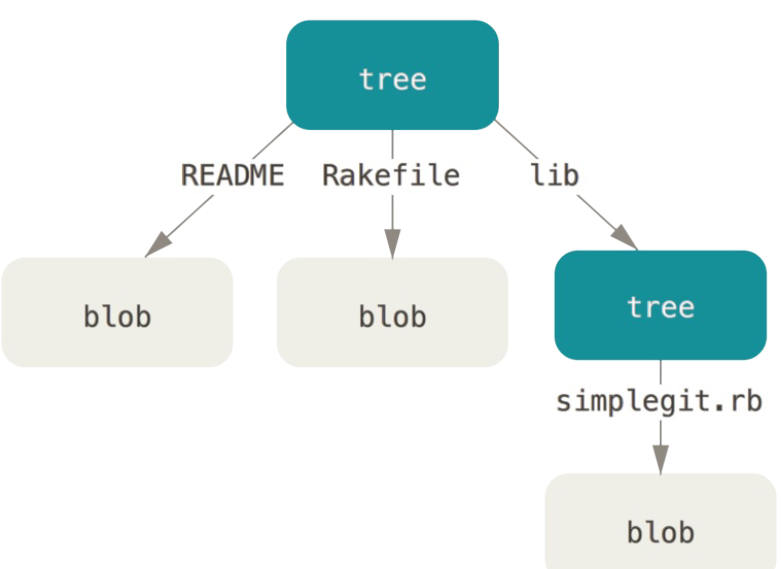 tree
README Rakefile lib
blob blob tree
simplegit.rb
blob